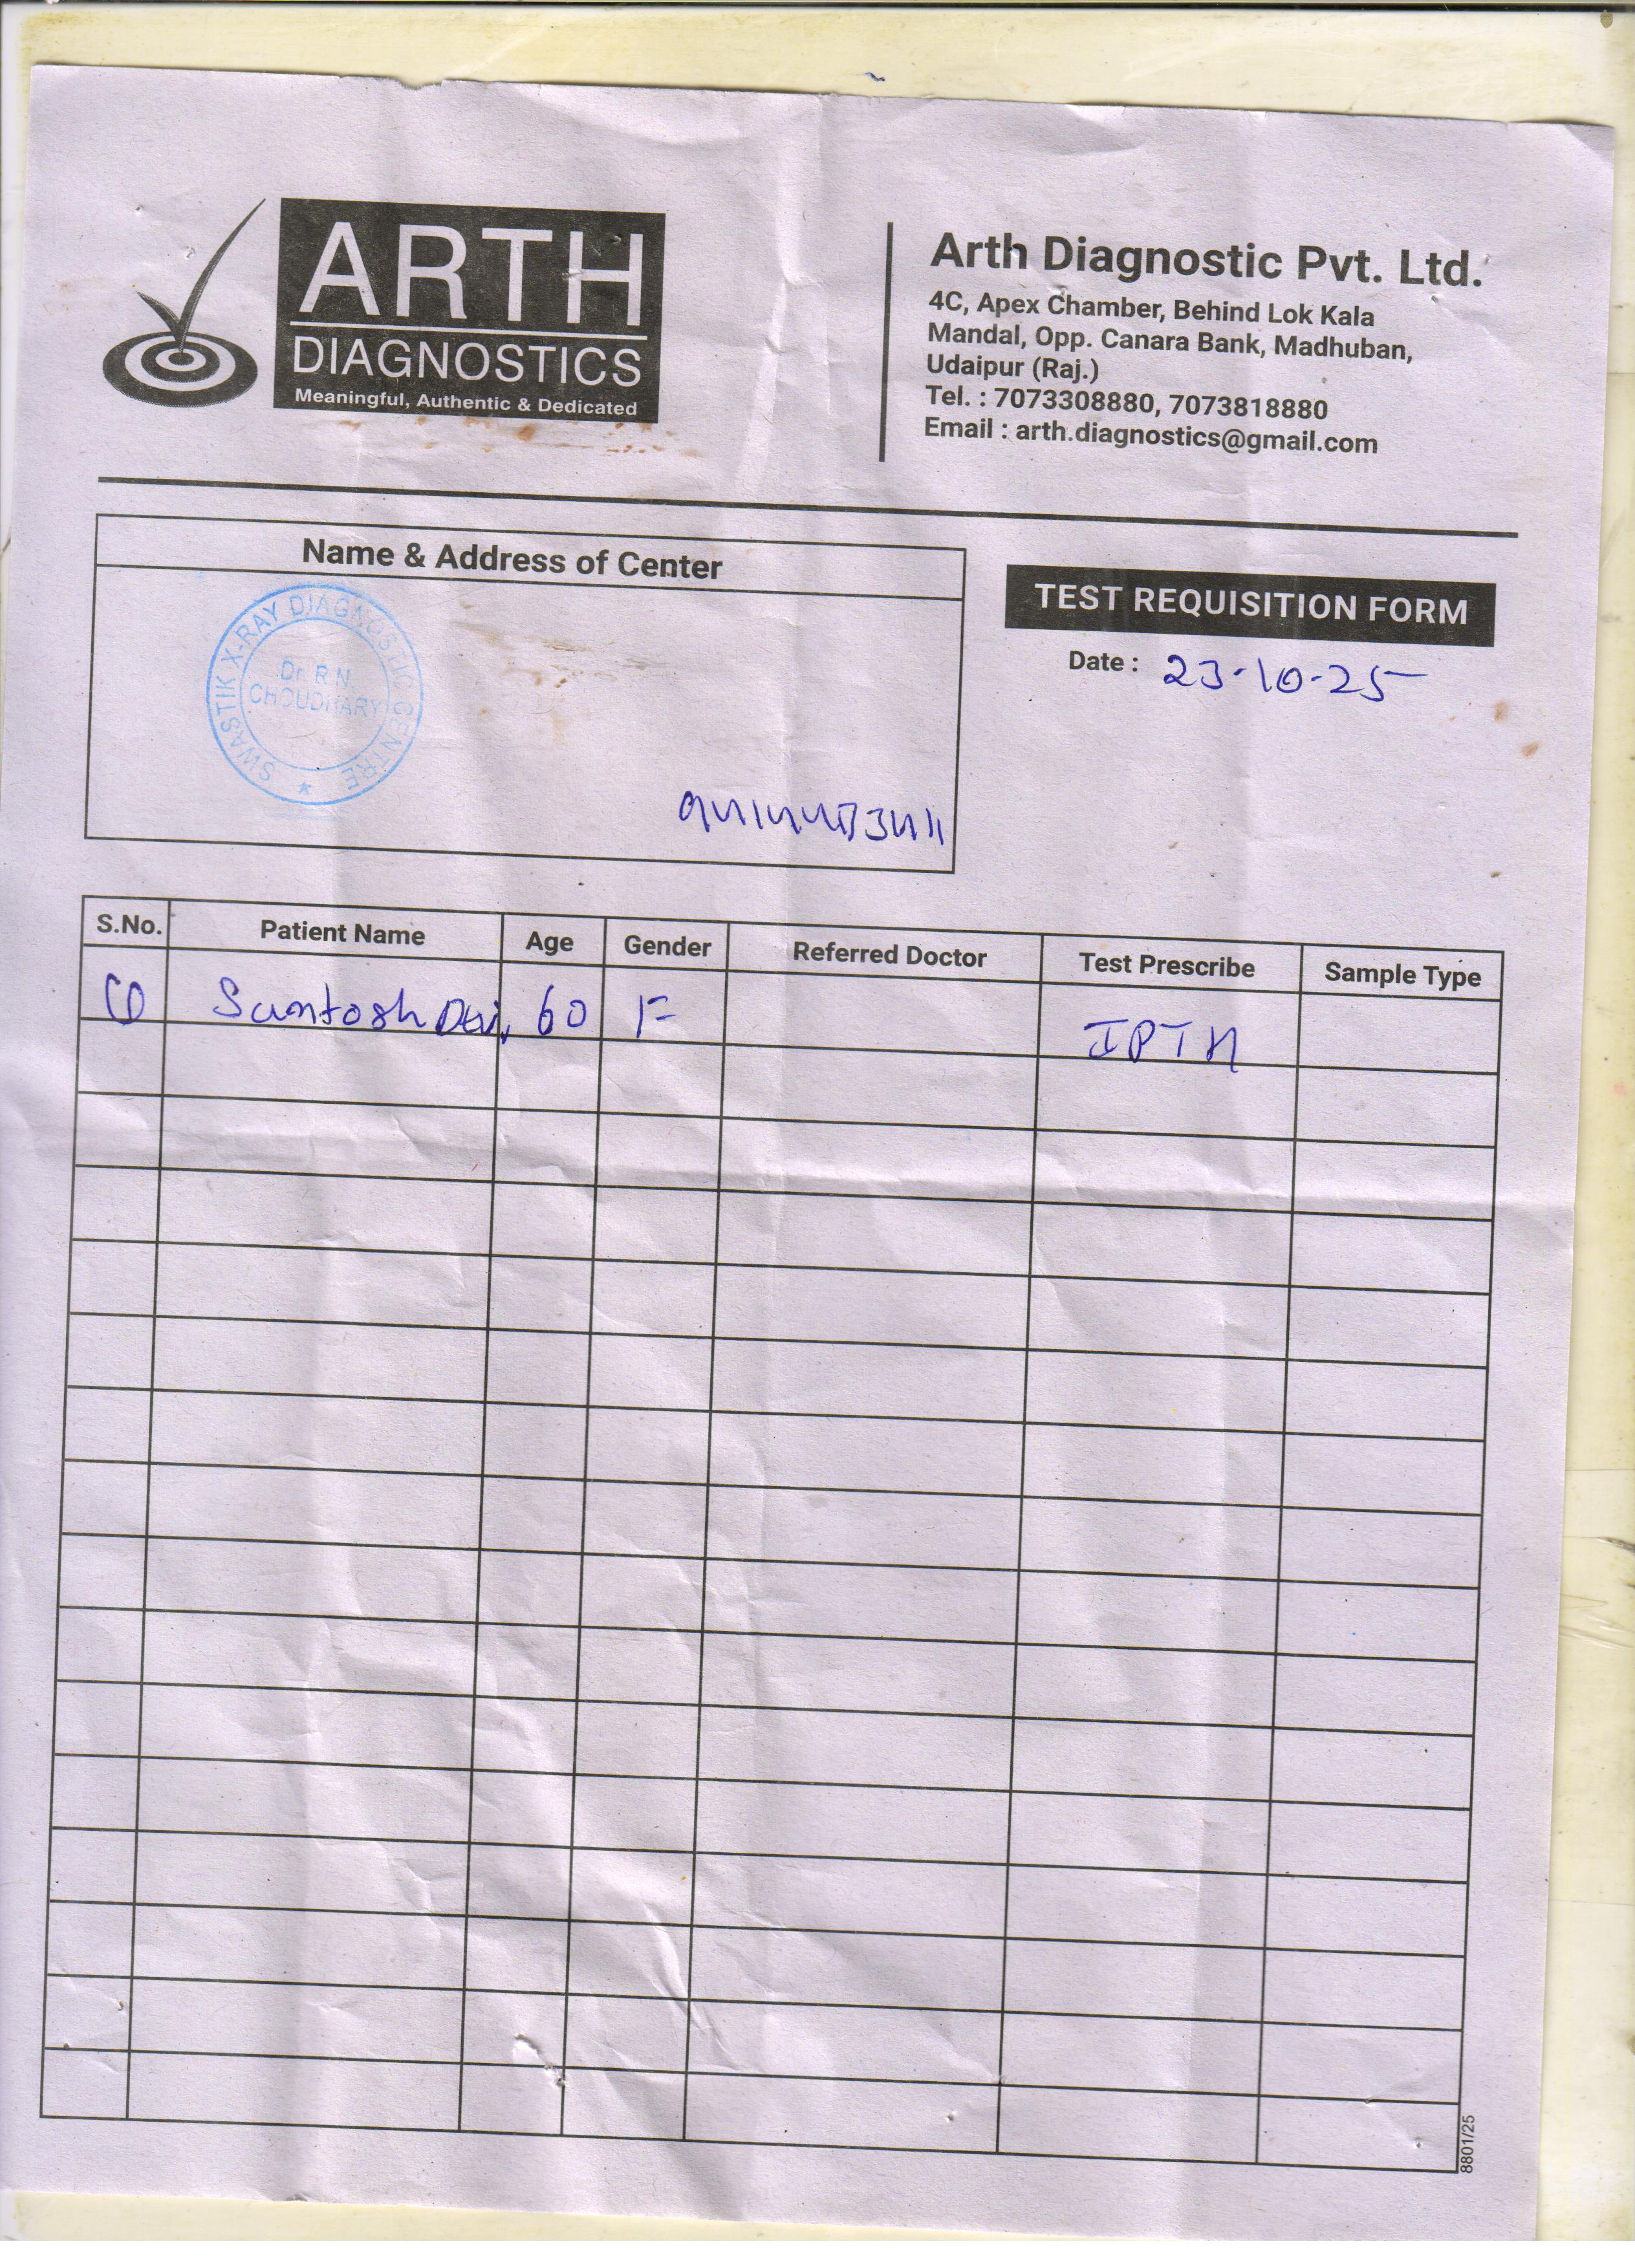 ARTH
DIAGNOSTICS
Meaningful, Authentic & Dedicated
Arth Diagnostic Pvt. Ltd.
4C, Apex Chamber, Behind Lok Kala
Mandal, Opp. Canara Bank, Madhuban,
Udaipur (Raj.)
Tel. : 7073308880, 7073818880
Email : arth.diagnostics@gmail.com
Name & Address of Center
SWASTIK X-RAY DIAGNOSTIC CENTRE
Dr. R N
CHOUDHARY
TEST REQUISITION FORM
Date : 23-10-25
S.No. Patient Name Age Gender Referred Doctor Test Prescribe Sample Type
Santosh Devi 60 F IPTH
8801/25